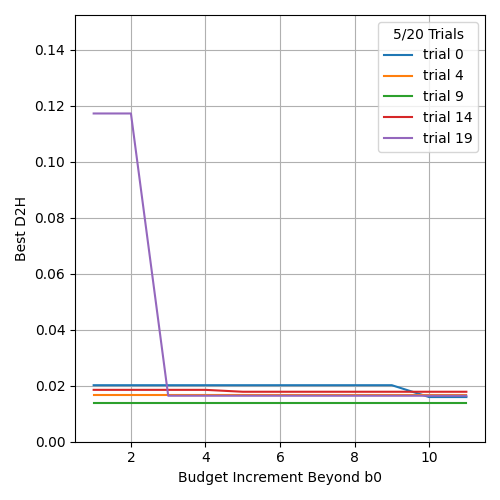 5/20 Trials
trial 0
trial 4
trial 9
trial 14
trial 19
Best D2H
0.14
0.12
0.10
0.08
0.06
0.04
0.02
0.00
2 4 6 8 10
Budget Increment Beyond b0